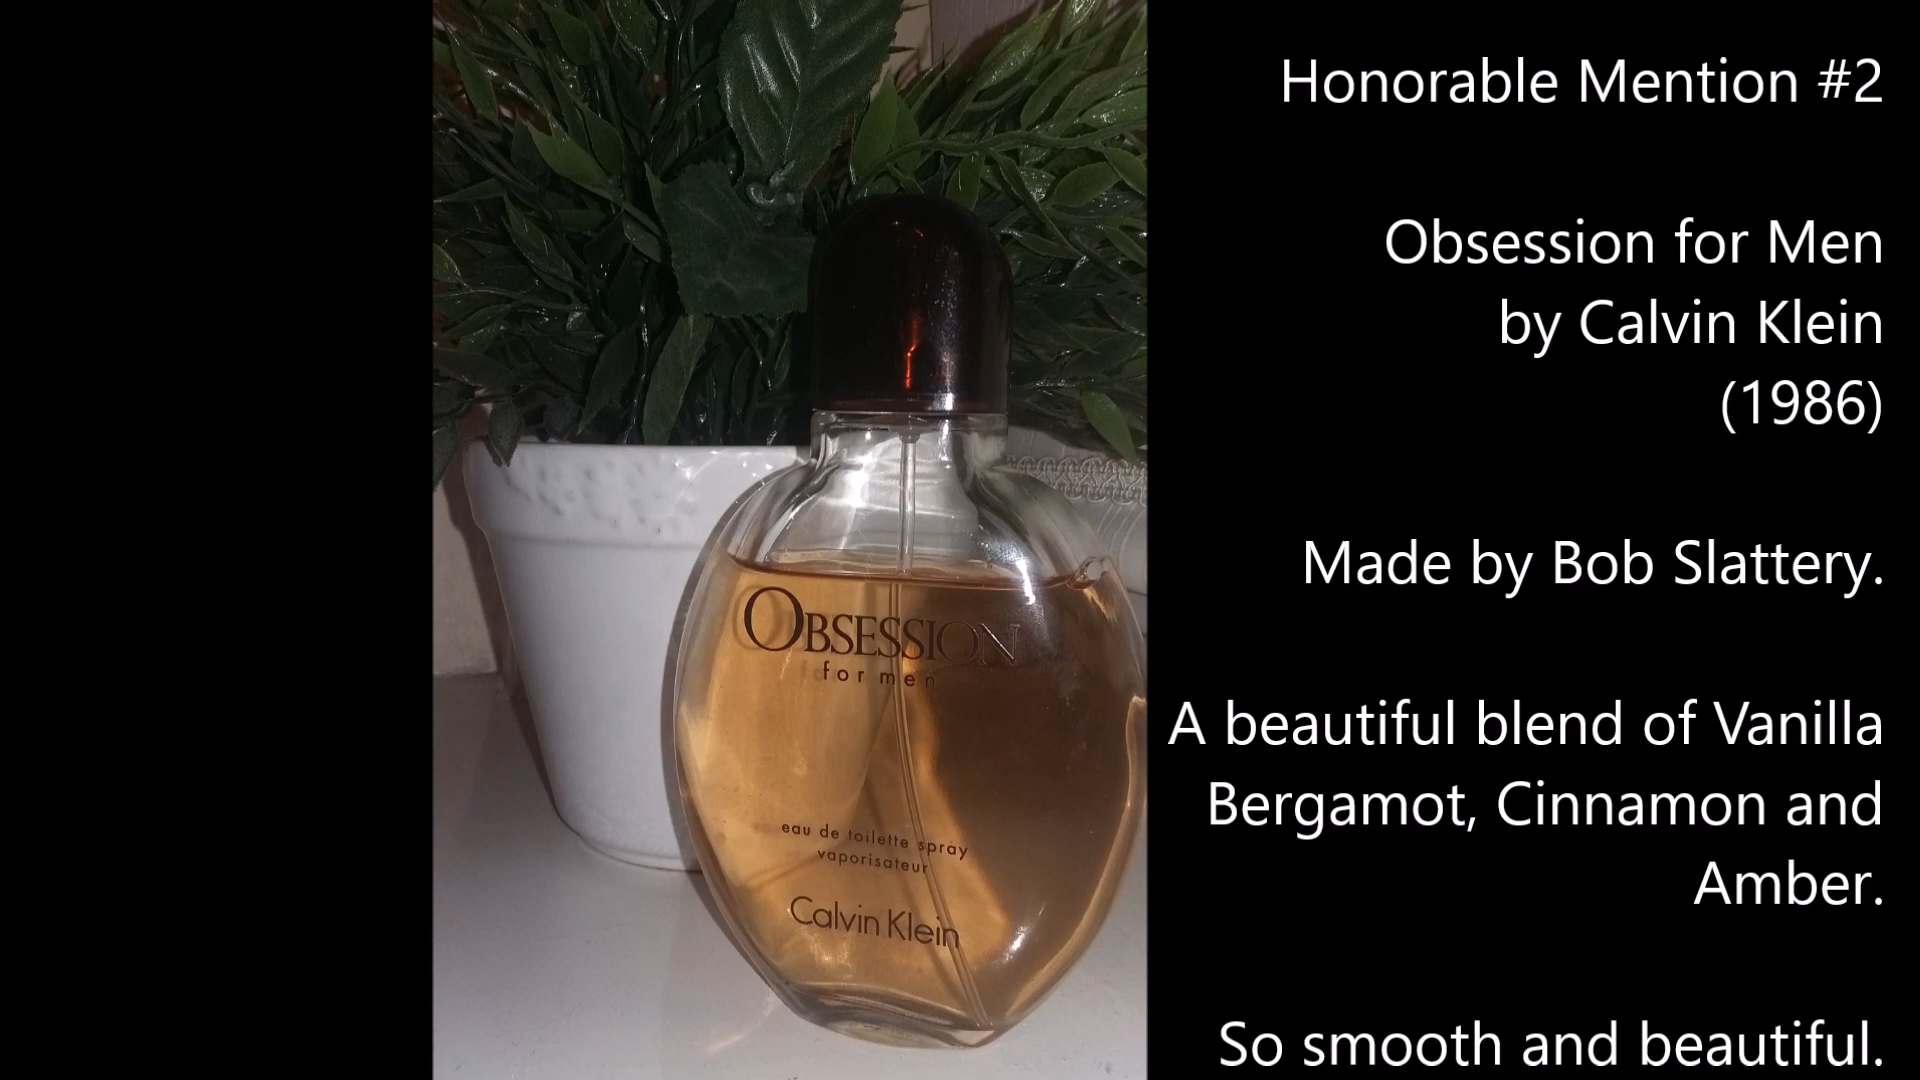 Honorable Mention #2
Obsession for Men
by Calvin Klein
(1986)
Made by Bob Slattery.
A beautiful blend of Vanilla
Bergamot, Cinnamon and
Amber.
So smooth and beautiful.
OBSESSION
for men
eau de toilette spray
vaporisateur
Calvin Klein